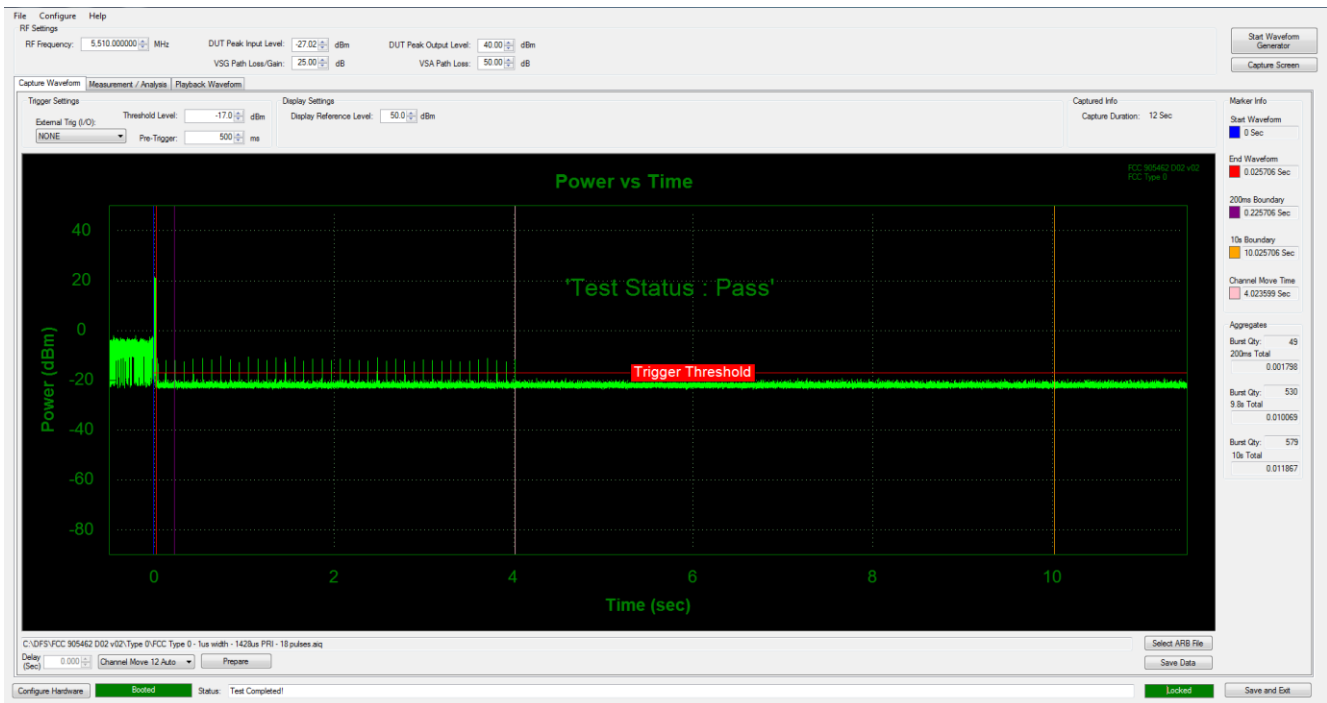 File Configure Help
RF Settings
RF Frequency: 5,510.000000 MHz DUT Peak Input Level: -27.02 dBm DUT Peak Output Level: 40.00 dBm
VSG Path Loss/Gain: 25.00 dB VSA Path Loss: 50.00 dB
Start Waveform
Generator
Capture Screen
Capture Waveform Measurement / Analysis Playback Waveform
Trigger Settings
Threshold Level: -17.0 dBm
External Trig (I/O):
NONE
Pre-Trigger: 500 ms
Display Settings
Display Reference Level: 50.0 dBm
Captured Info
Capture Duration: 12 Sec
Power vs Time
FCC 905462 D02 v02
FCC Type 0
'Test Status : Pass'
Trigger Threshold
Power (dBm)
40
20
0
-20
-40
-60
-80
0 2 4 6 8 10
Time (sec)
Marker Info
Start Waveform
0 Sec
End Waveform
0.025706 Sec
200ms Boundary
0.225706 Sec
10s Boundary
10.025706 Sec
Channel Move Time
4.023599 Sec
Aggregates
Burst Qty: 49
200ms Total
0.001798
Burst Qty: 530
9.8s Total
0.010069
Burst Qty: 579
10s Total
0.011867
C:\DFS\FCC 905462 D02 v02\Type 0\FCC Type 0 - 1us width - 1428us PRI - 18 pulses.aiq
Select ARB File
Delay
(Sec) 0.000 Channel Move 12 Auto Prepare
Save Data
Configure Hardware Booted Status: Test Completed! Locked Save and Exit